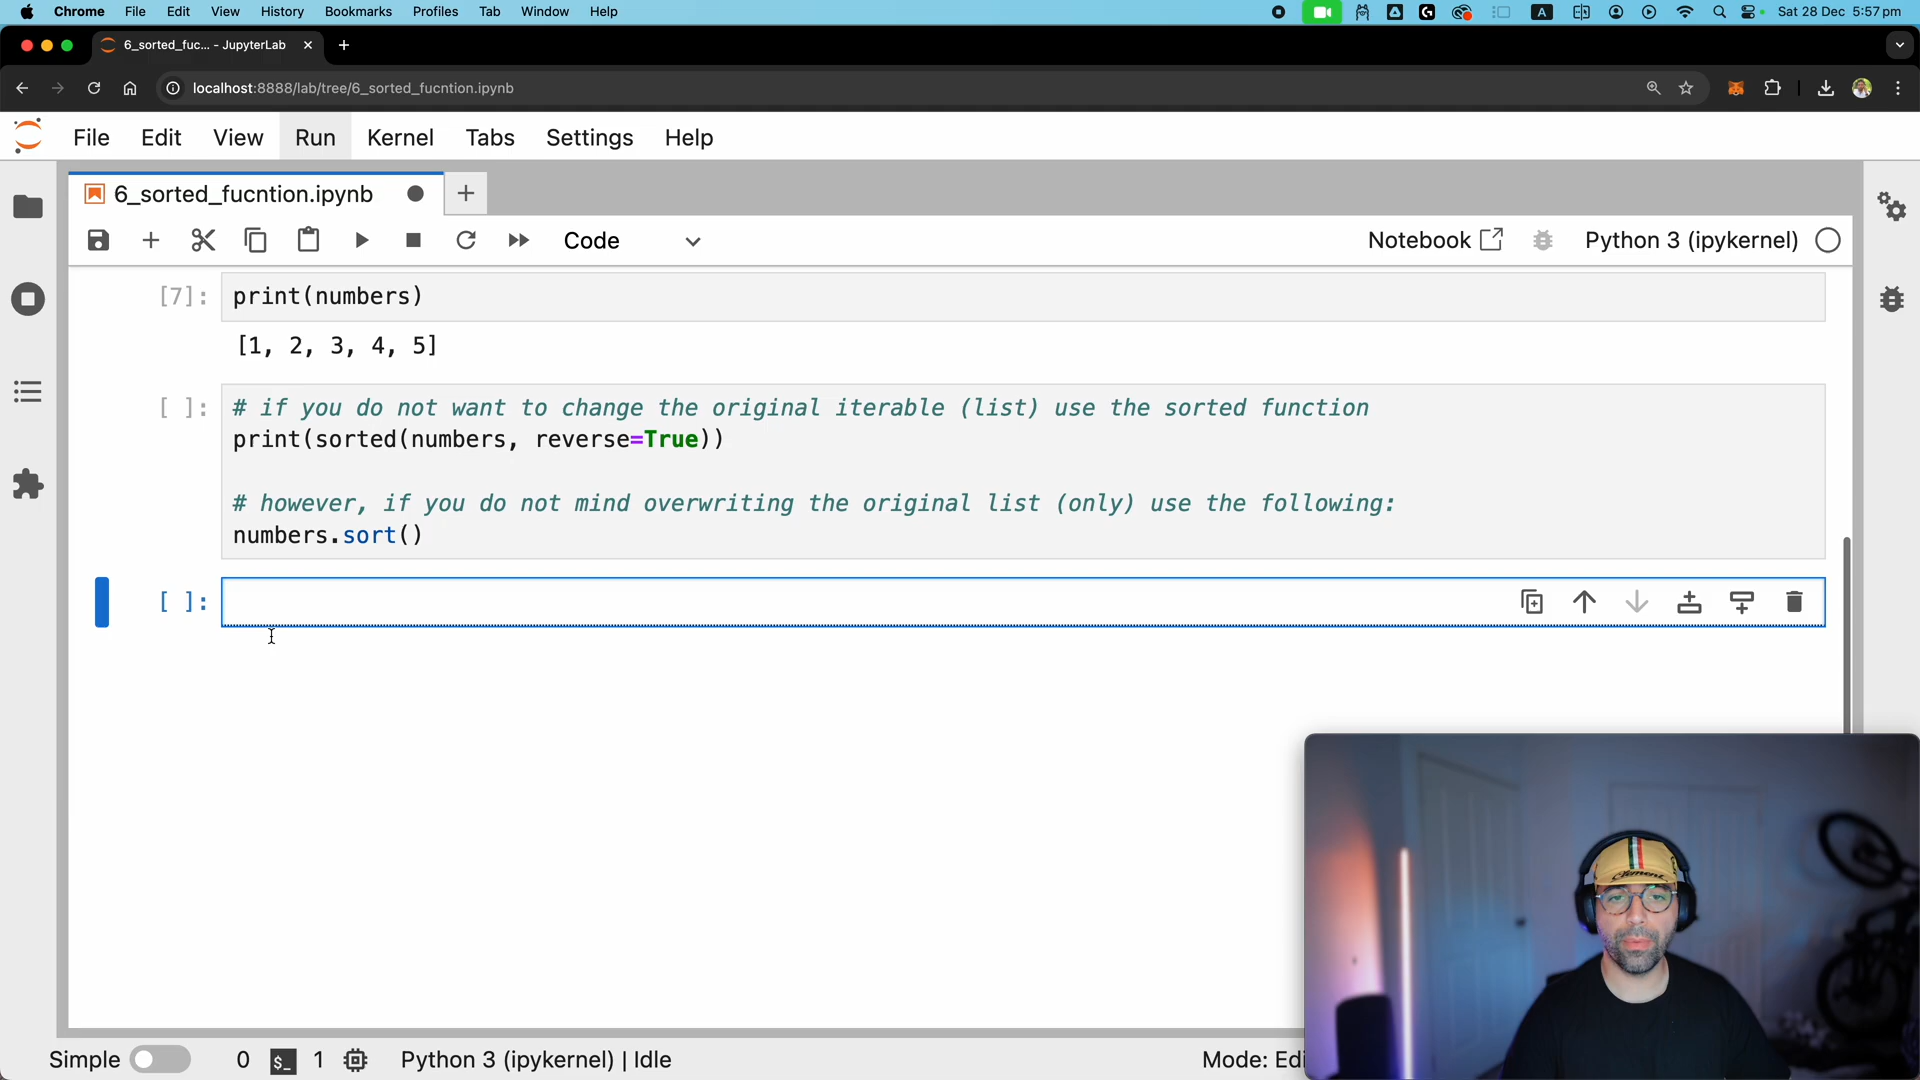 Chrome File Edit View History Bookmarks Profiles Tab Window Help
A Sat 28 Dec 5:57 pm
6_sorted_fuc... - JupyterLab
localhost:8888/lab/tree/6_sorted_fucntion.ipynb
File Edit View Run Kernel Tabs Settings Help
6_sorted_fucntion.ipynb
Code Notebook Python 3 (ipykernel)
[7]: print(numbers)
[1, 2, 3, 4, 5]
[ ]: # if you do not want to change the original iterable (list) use the sorted function
print(sorted(numbers, reverse=True))
# however, if you do not mind overwriting the original list (only) use the following:
numbers.sort()
[ ]:
Clement
Simple 0 $_ 1 Python 3 (ipykernel) | Idle Mode: Edi